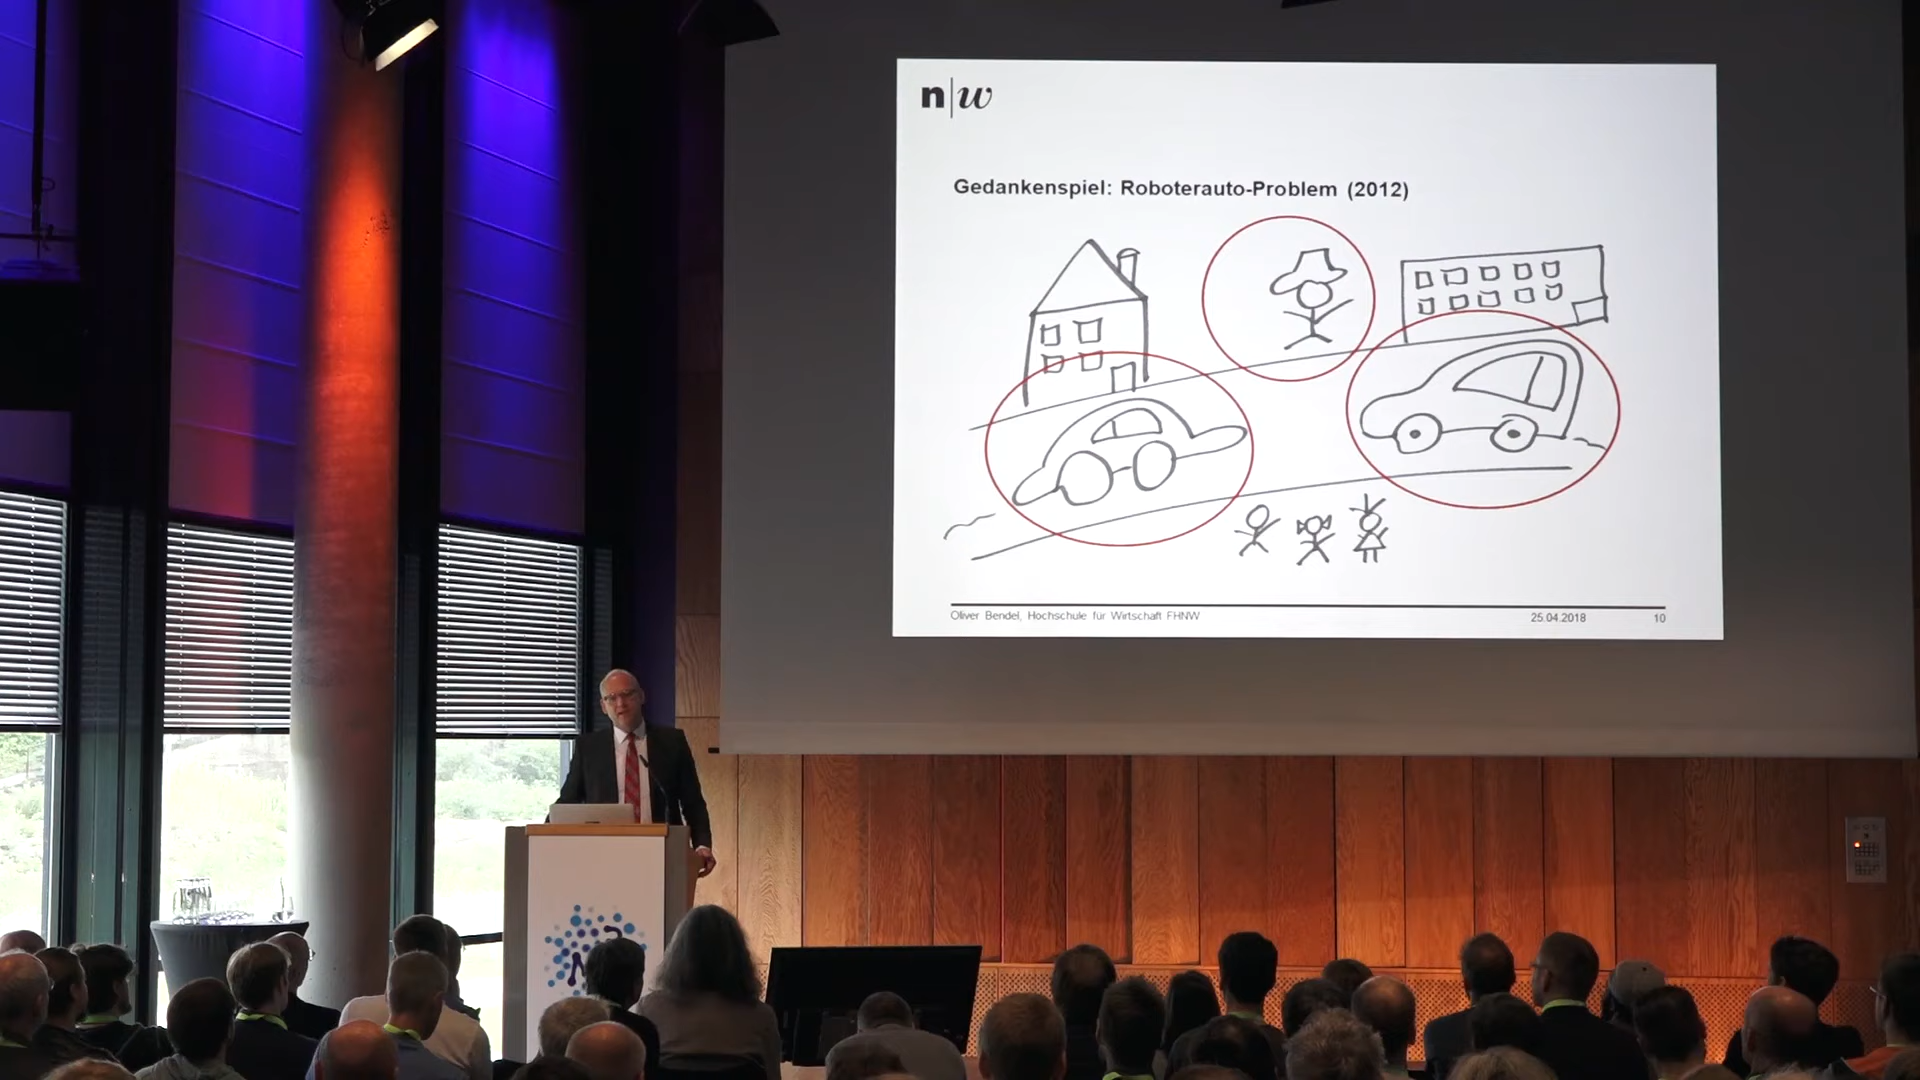 n|w
Gedankenspiel: Roboterauto-Problem (2012)
Oliver Bendel, Hochschule für Wirtschaft FHNW
25.04.2018
10